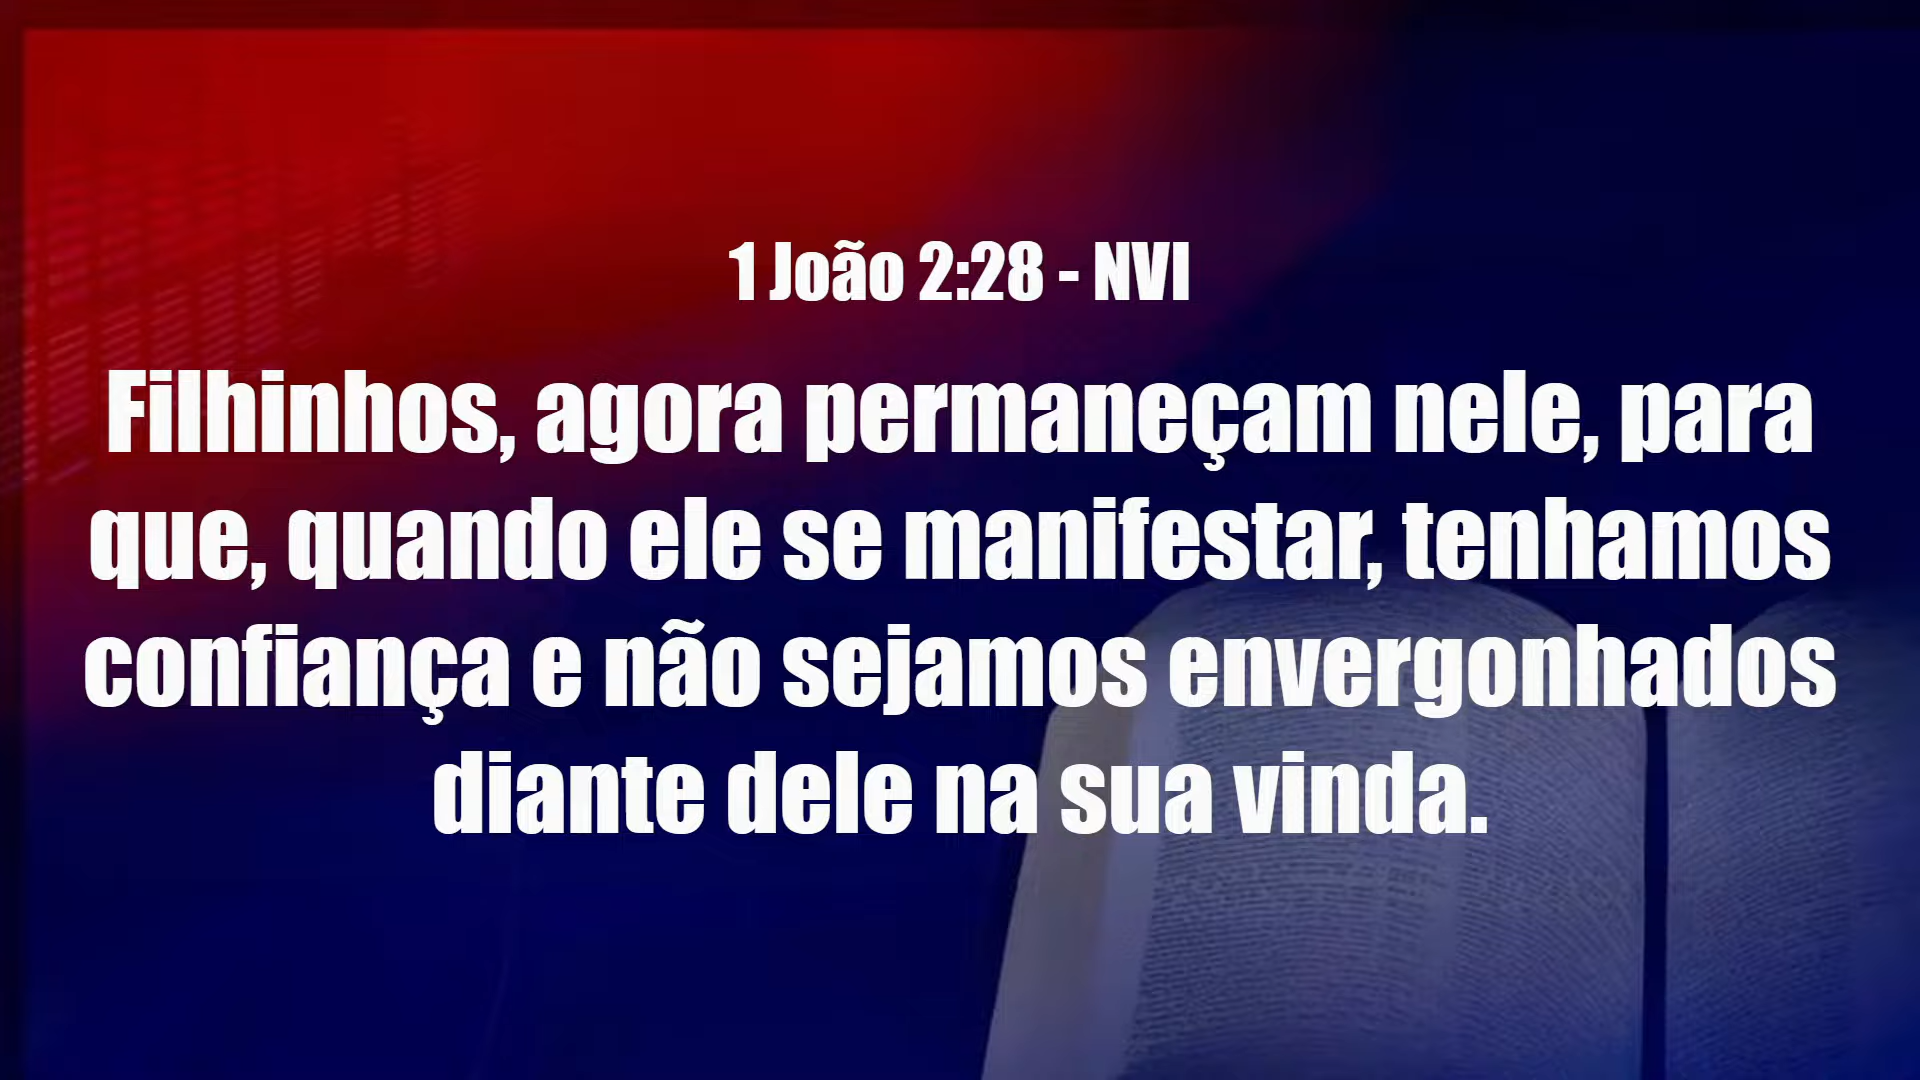 1 João 2:28 - NVI
Filhinhos, agora permaneçam nele, para
que, quando ele se manifestar, tenhamos
confiança e não sejamos envergonhados
diante dele na sua vinda.